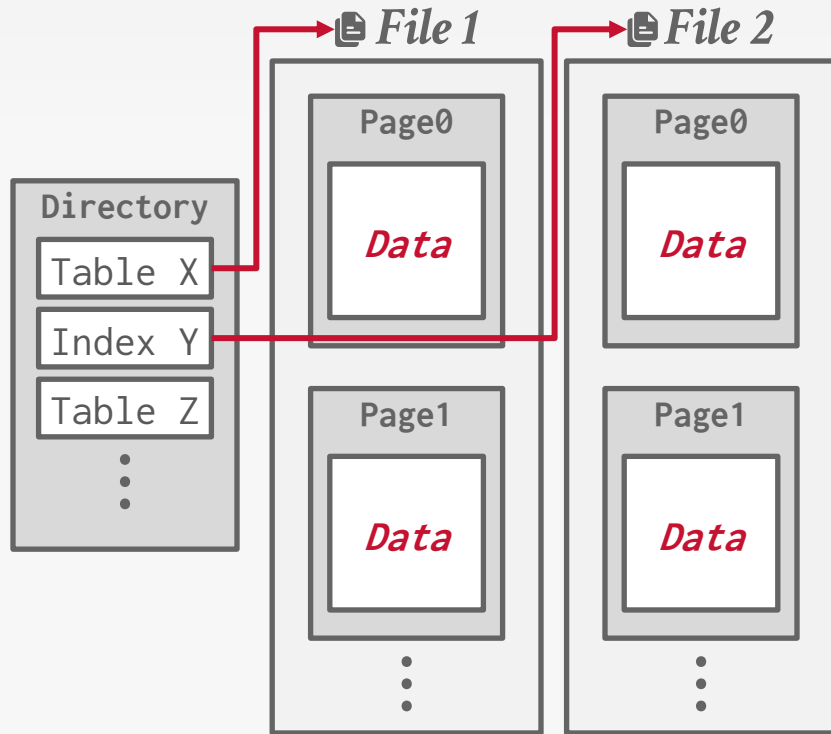 File 1
File 2
Directory
Table X
Index Y
Table Z
Page0
Data
Page1
Data
Page0
Data
Page1
Data